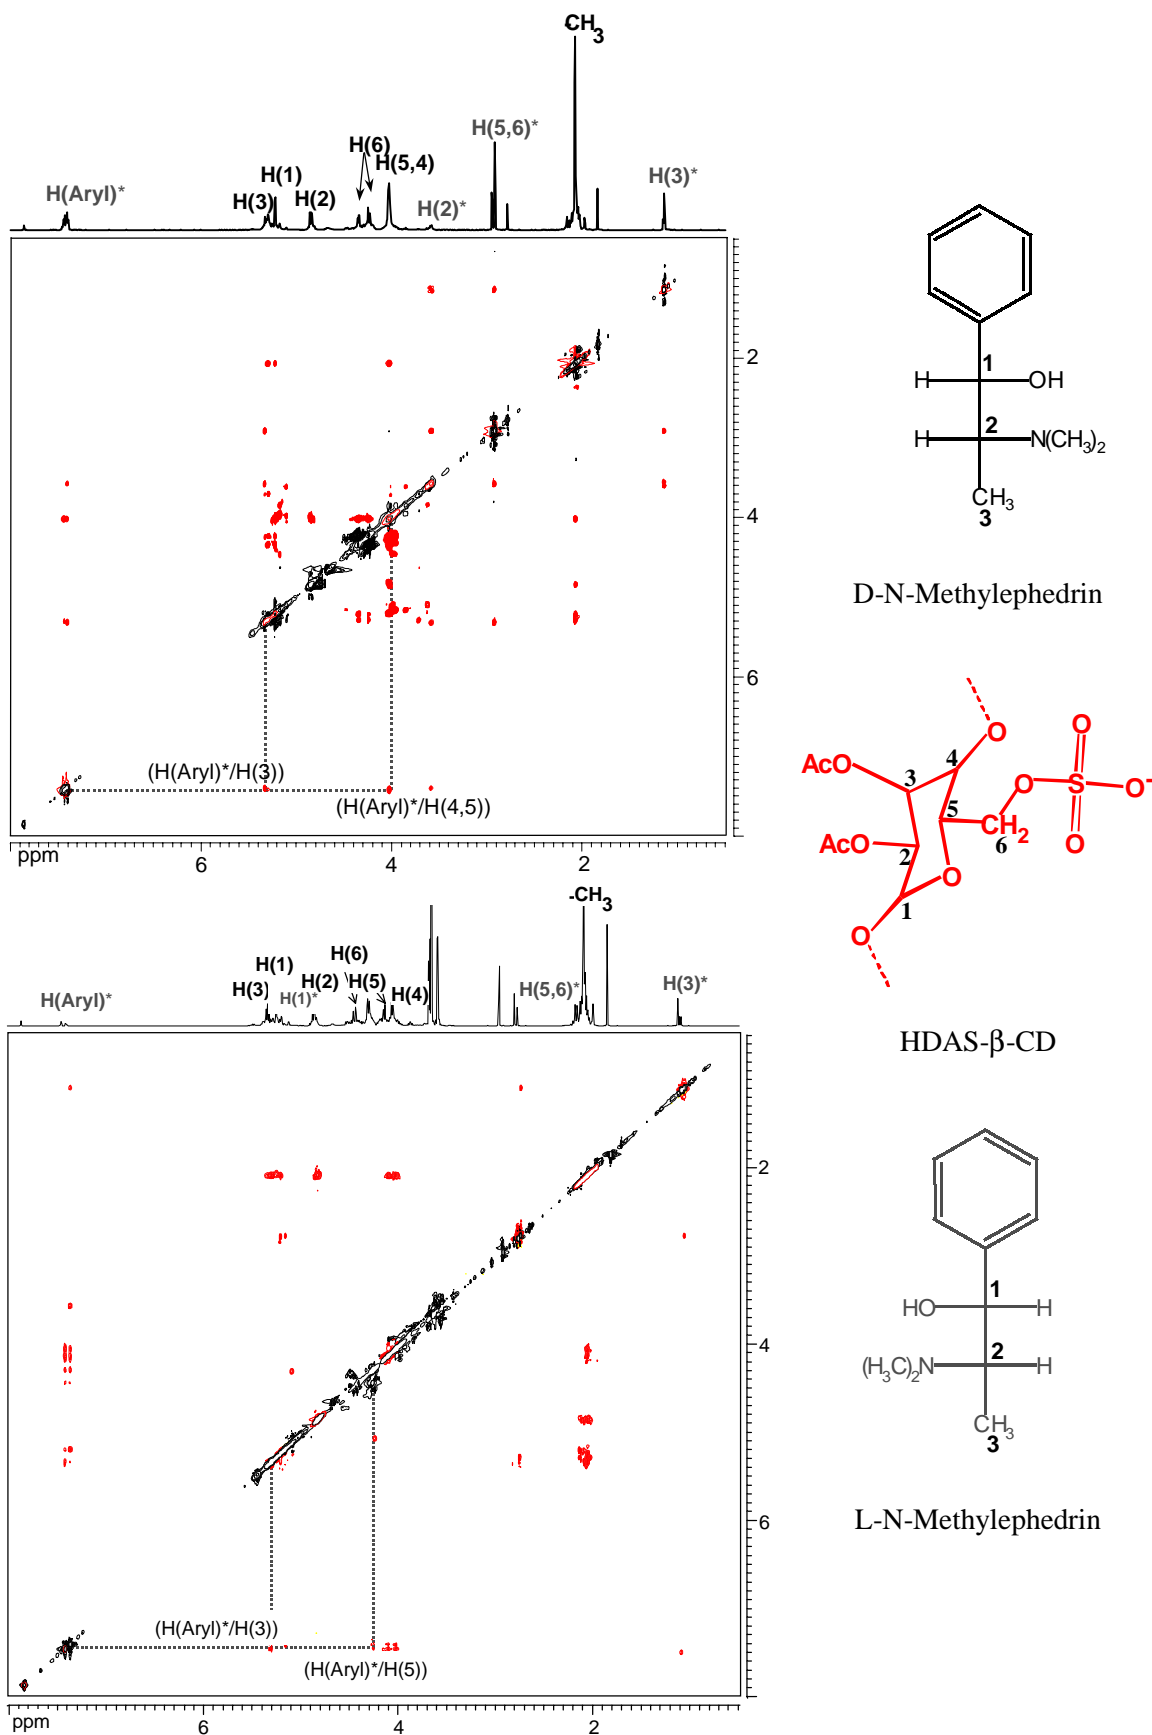 -CH3
H(5,6)*
H(6)
H(5,4)
H(1)
H(Aryl)*
H(3)
H(2)
H(2)*
H(3)*
2
4
6
(H(Aryl)*/H(3))
(H(Aryl)*/H(4,5))
ppm
6
4
2
1
H
OH
2
H
N(CH3)2
CH3
3
D-N-Methylephedrin
O
O
AcO
4
3
O
S
O-
5
CH2
6
AcO
2
O
O
1
O
HDAS-β-CD
-CH3
H(6)
H(1)
H(2)
H(5)
H(5,6)*
H(3)*
H(Aryl)*
H(3)
H(1)*
H(4)
2
4
6
(H(Aryl)*/H(3))
(H(Aryl)*/H(5))
ppm
6
4
2
1
HO
H
2
(H3C)2N
H
CH3
3
L-N-Methylephedrin